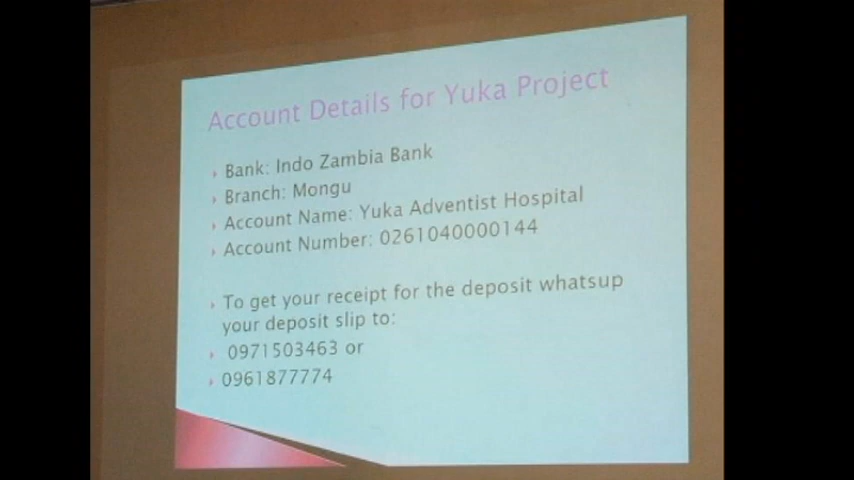 Account Details for Yuka Project
Bank: Indo Zambia Bank
Branch: Mongu
Account Name: Yuka Adventist Hospital
Account Number: 0261040000144
To get your receipt for the deposit whatsup
your deposit slip to:
0971503463 or
0961877774